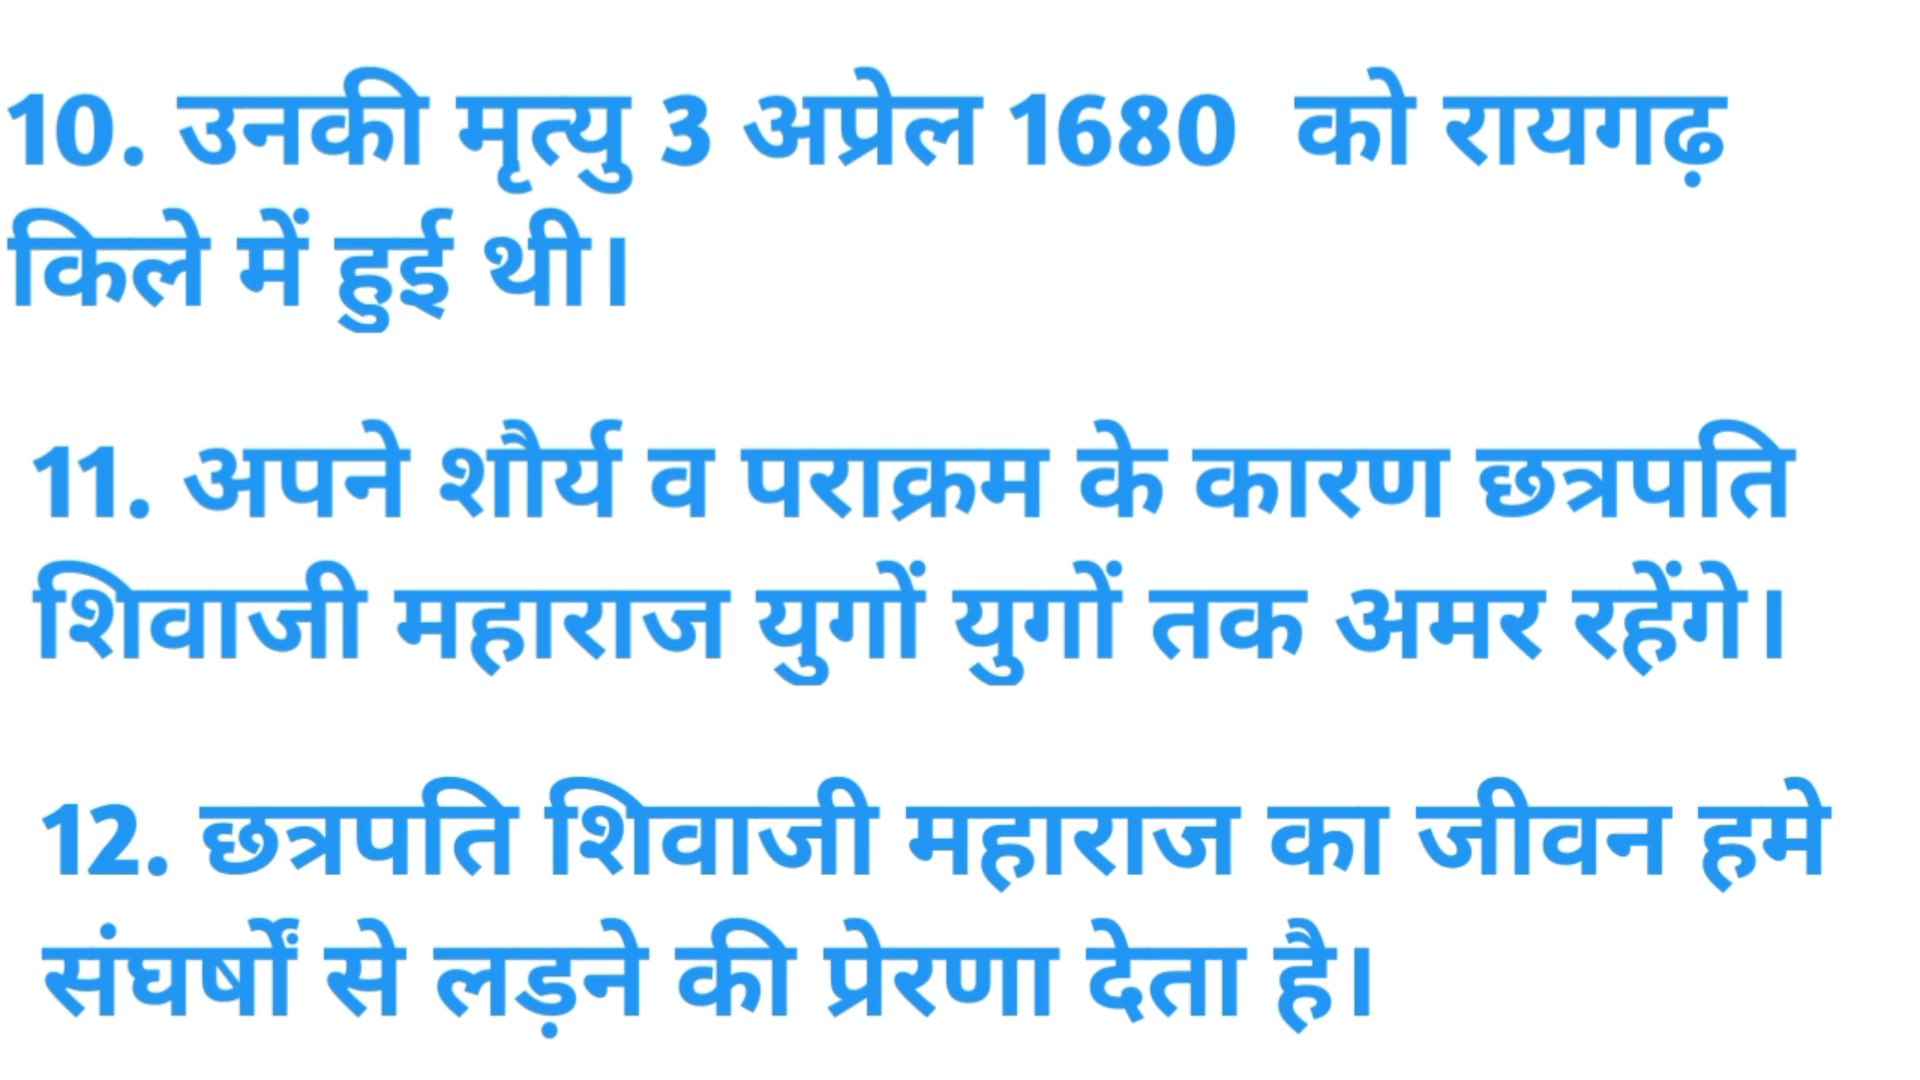 10. उनकी मृत्यु 3 अप्रेल 1680 को रायगढ़
किले में हुई थी।
11. अपने शौर्य व पराक्रम के कारण छत्रपति
शिवाजी महाराज युगों युगों तक अमर रहेंगे।
12. छत्रपति शिवाजी महाराज का जीवन हमे
संघर्षों से लड़ने की प्रेरणा देता है।